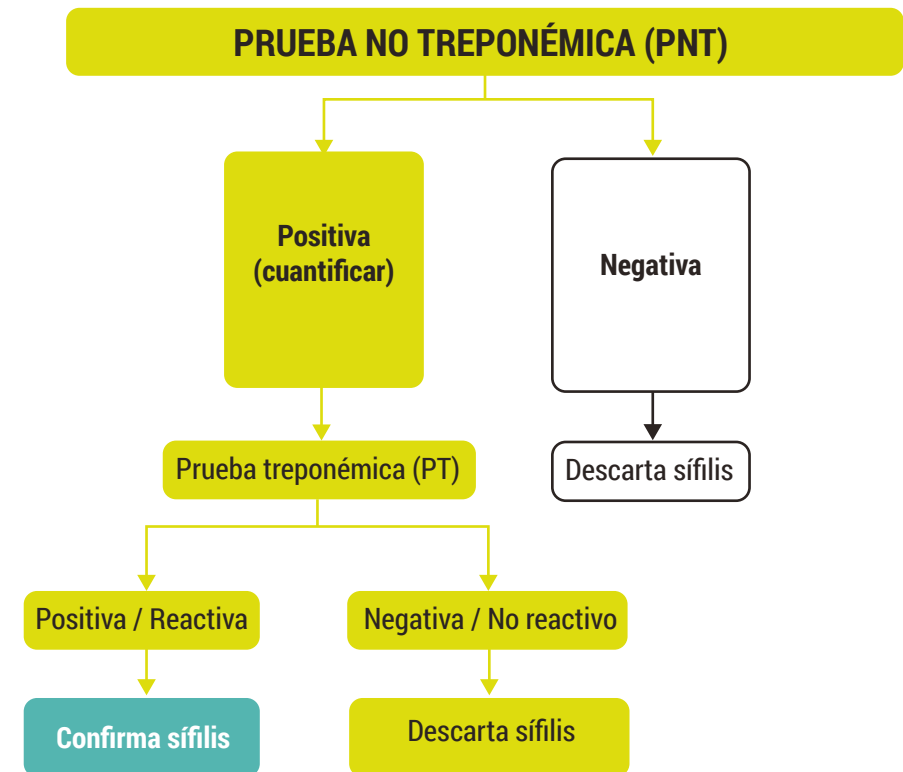 PRUEBA NO TREPONÉMICA (PNT)
Positiva
(cuantificar)
Negativa
Prueba treponémica (PT)
Descarta sífilis
Positiva / Reactiva
Negativa / No reactivo
Confirma sífilis
Descarta sífilis